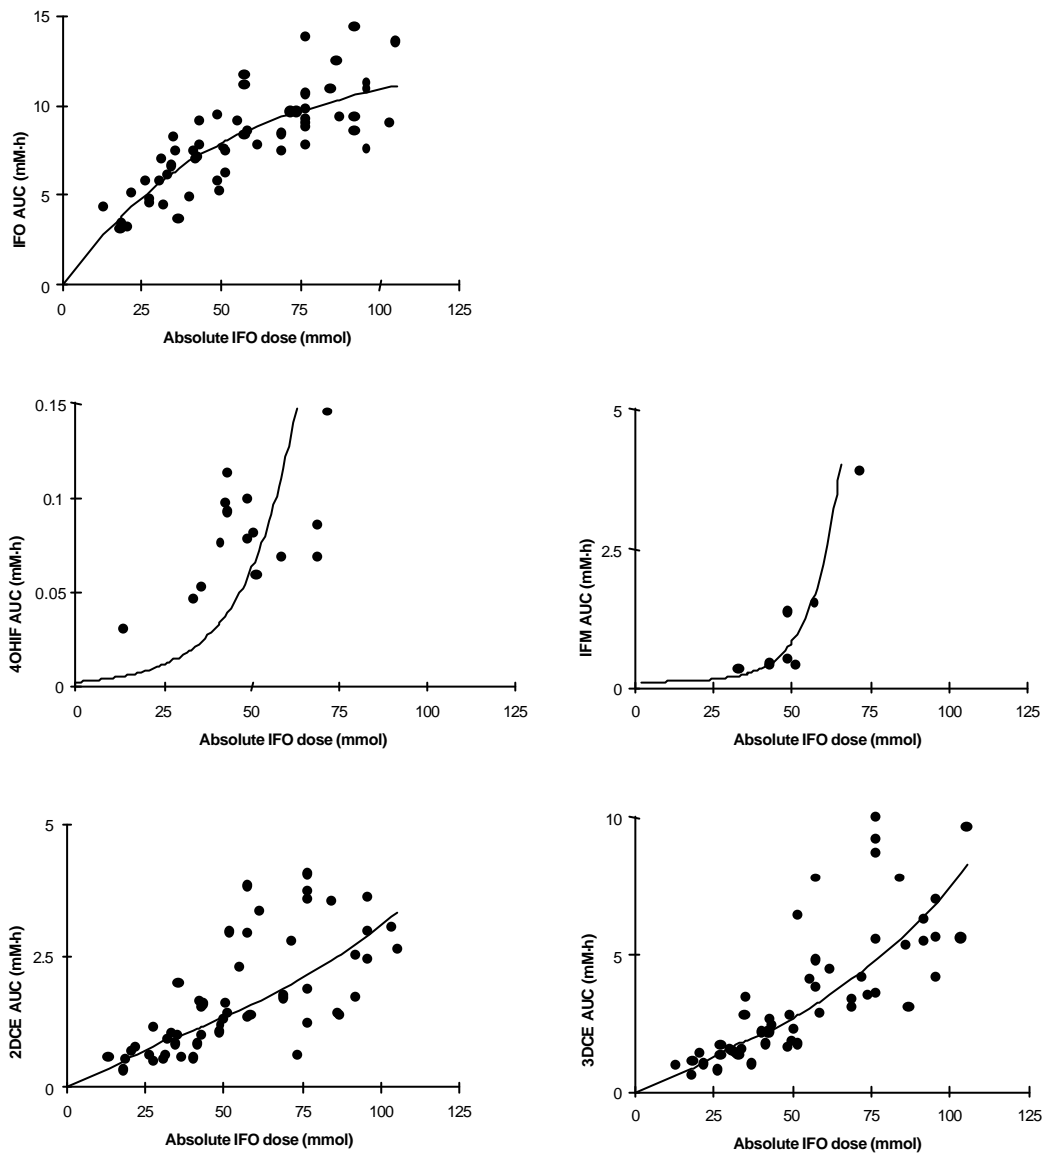 15
10
5
0
IFO AUC (mM·h)
0 25 50 75 100 125
Absolute IFO dose (mmol)
0.15
0.1
0.05
0
4OHIF AUC (mM·h)
0 25 50 75 100 125
Absolute IFO dose (mmol)
5
2.5
0
IFM AUC (mM·h)
0 25 50 75 100 125
Absolute IFO dose (mmol)
5
2.5
0
2DCE AUC (mM·h)
0 25 50 75 100 125
Absolute IFO dose (mmol)
10
5
0
3DCE AUC (mM·h)
0 25 50 75 100 125
Absolute IFO dose (mmol)